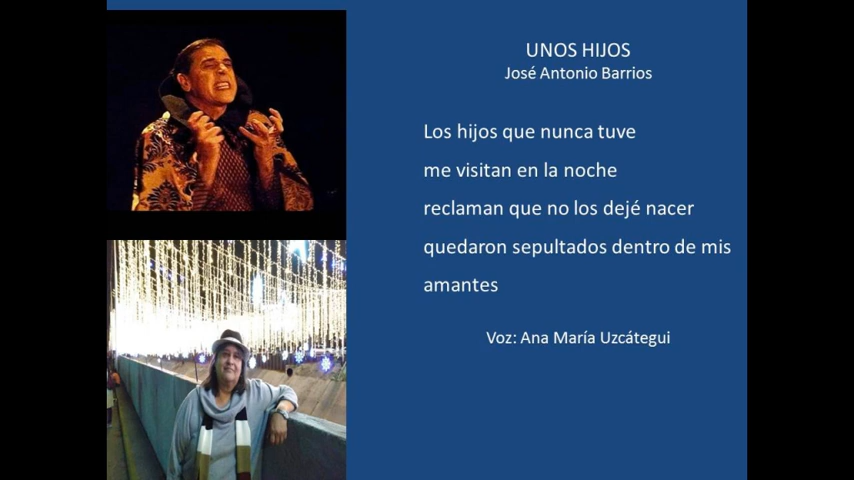 UNOS HIJOS
José Antonio Barrios
Los hijos que nunca tuve
me visitan en la noche
reclaman que no los dejé nacer
quedaron sepultados dentro de mis
amantes
Voz: Ana María Uzcátegui